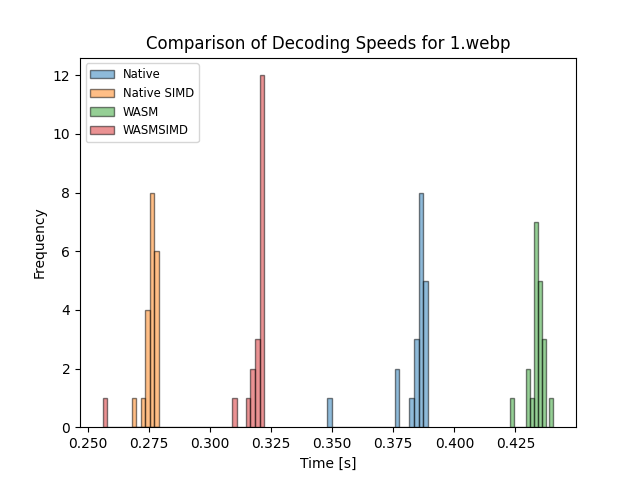 Comparison of Decoding Speeds for 1.webp
Native
Native SIMD
WASM
WASMSIMD
12
10
8
6
4
2
0
Frequency
0.250 0.275 0.300 0.325 0.350 0.375 0.400 0.425
Time [s]